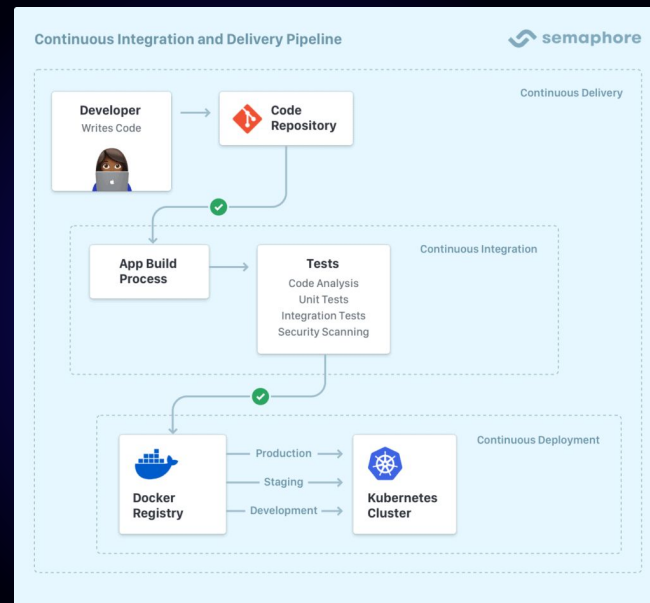 Continuous Integration and Delivery Pipeline
semaphore
Continuous Delivery
Developer
Writes Code
Code
Repository
Continuous Integration
App Build
Process
Tests
Code Analysis
Unit Tests
Integration Tests
Security Scanning
Continuous Deployment
Docker
Registry
Production
Staging
Development
Kubernetes
Cluster